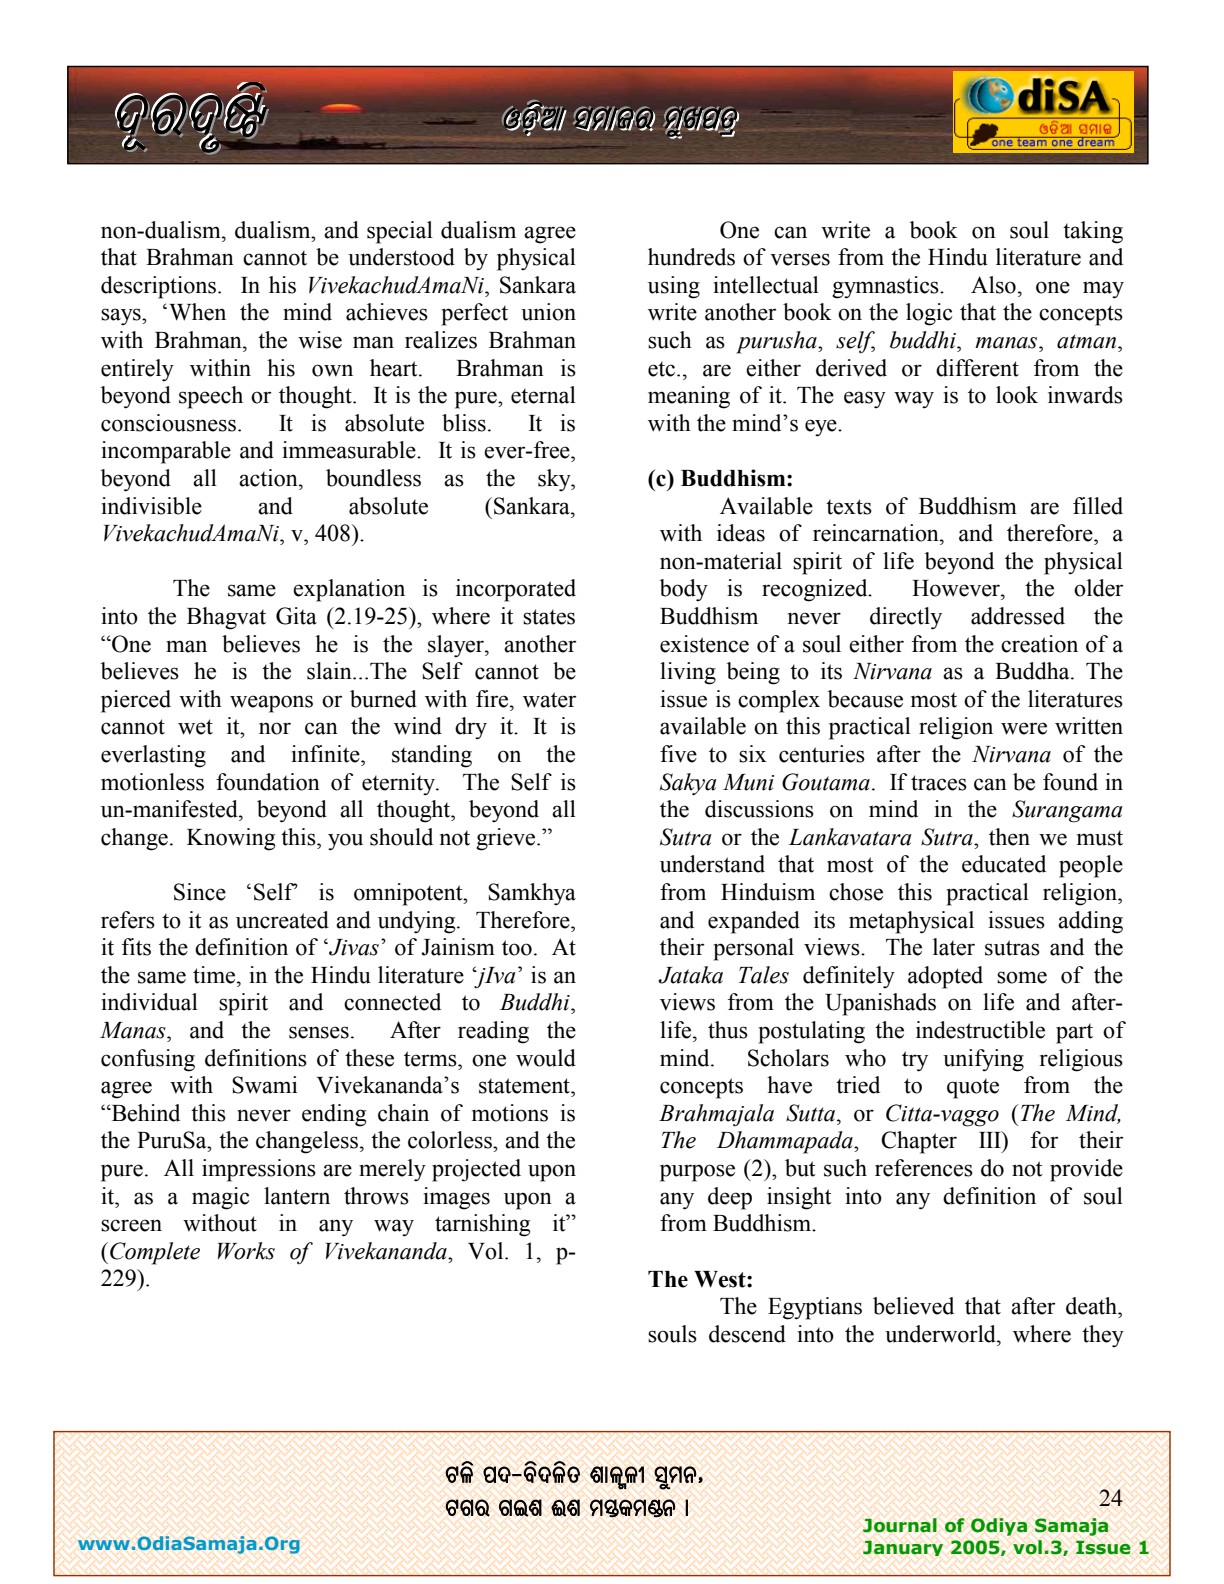 ଦୂରଦୃଷ୍ଟି
ଓଡ଼ିଆ ସମାଜର ମୁଖପତ୍ର
OdiSA
ଓଡିଆ ସମାଜ
one team one dream
non-dualism, dualism, and special dualism agree
that Brahman cannot be understood by physical
descriptions. In his VivekachudAmaNi, Sankara
says, ‘When the mind achieves perfect union
with Brahman, the wise man realizes Brahman
entirely within his own heart. Brahman is
beyond speech or thought. It is the pure, eternal
consciousness. It is absolute bliss. It is
incomparable and immeasurable. It is ever-free,
beyond all action, boundless as the sky,
indivisible and absolute (Sankara,
VivekachudAmaNi, v, 408).
The same explanation is incorporated
into the Bhagvat Gita (2.19-25), where it states
“One man believes he is the slayer, another
believes he is the slain...The Self cannot be
pierced with weapons or burned with fire, water
cannot wet it, nor can the wind dry it. It is
everlasting and infinite, standing on the
motionless foundation of eternity. The Self is
un-manifested, beyond all thought, beyond all
change. Knowing this, you should not grieve.”
Since ‘Self’ is omnipotent, Samkhya
refers to it as uncreated and undying. Therefore,
it fits the definition of ‘Jivas’ of Jainism too. At
the same time, in the Hindu literature ‘jIva’ is an
individual spirit and connected to Buddhi,
Manas, and the senses. After reading the
confusing definitions of these terms, one would
agree with Swami Vivekananda’s statement,
“Behind this never ending chain of motions is
the PuruSa, the changeless, the colorless, and the
pure. All impressions are merely projected upon
it, as a magic lantern throws images upon a
screen without in any way tarnishing it”
(Complete Works of Vivekananda, Vol. 1, p-
229).
One can write a book on soul taking
hundreds of verses from the Hindu literature and
using intellectual gymnastics. Also, one may
write another book on the logic that the concepts
such as purusha, self, buddhi, manas, atman,
etc., are either derived or different from the
meaning of it. The easy way is to look inwards
with the mind’s eye.
(c) Buddhism:
Available texts of Buddhism are filled
with ideas of reincarnation, and therefore, a
non-material spirit of life beyond the physical
body is recognized. However, the older
Buddhism never directly addressed the
existence of a soul either from the creation of a
living being to its Nirvana as a Buddha. The
issue is complex because most of the literatures
available on this practical religion were written
five to six centuries after the Nirvana of the
Sakya Muni Goutama. If traces can be found in
the discussions on mind in the Surangama
Sutra or the Lankavatara Sutra, then we must
understand that most of the educated people
from Hinduism chose this practical religion,
and expanded its metaphysical issues adding
their personal views. The later sutras and the
Jataka Tales definitely adopted some of the
views from the Upanishads on life and after-
life, thus postulating the indestructible part of
mind. Scholars who try unifying religious
concepts have tried to quote from the
Brahmajala Sutta, or Citta-vaggo (The Mind,
The Dhammapada, Chapter III) for their
purpose (2), but such references do not provide
any deep insight into any definition of soul
from Buddhism.
The West:
The Egyptians believed that after death,
souls descend into the underworld, where they
ଟଳି ପଦ-ବିଦଳିତ ଶାଳ୍ମଳୀ ସୁମନ,
ଟଗର ଗଇଶ ଈଶ ମସ୍ତକମଣ୍ଡନ ।
24
www.OdiaSamaja.Org
Journal of Odiya Samaja
January 2005, vol.3, Issue 1